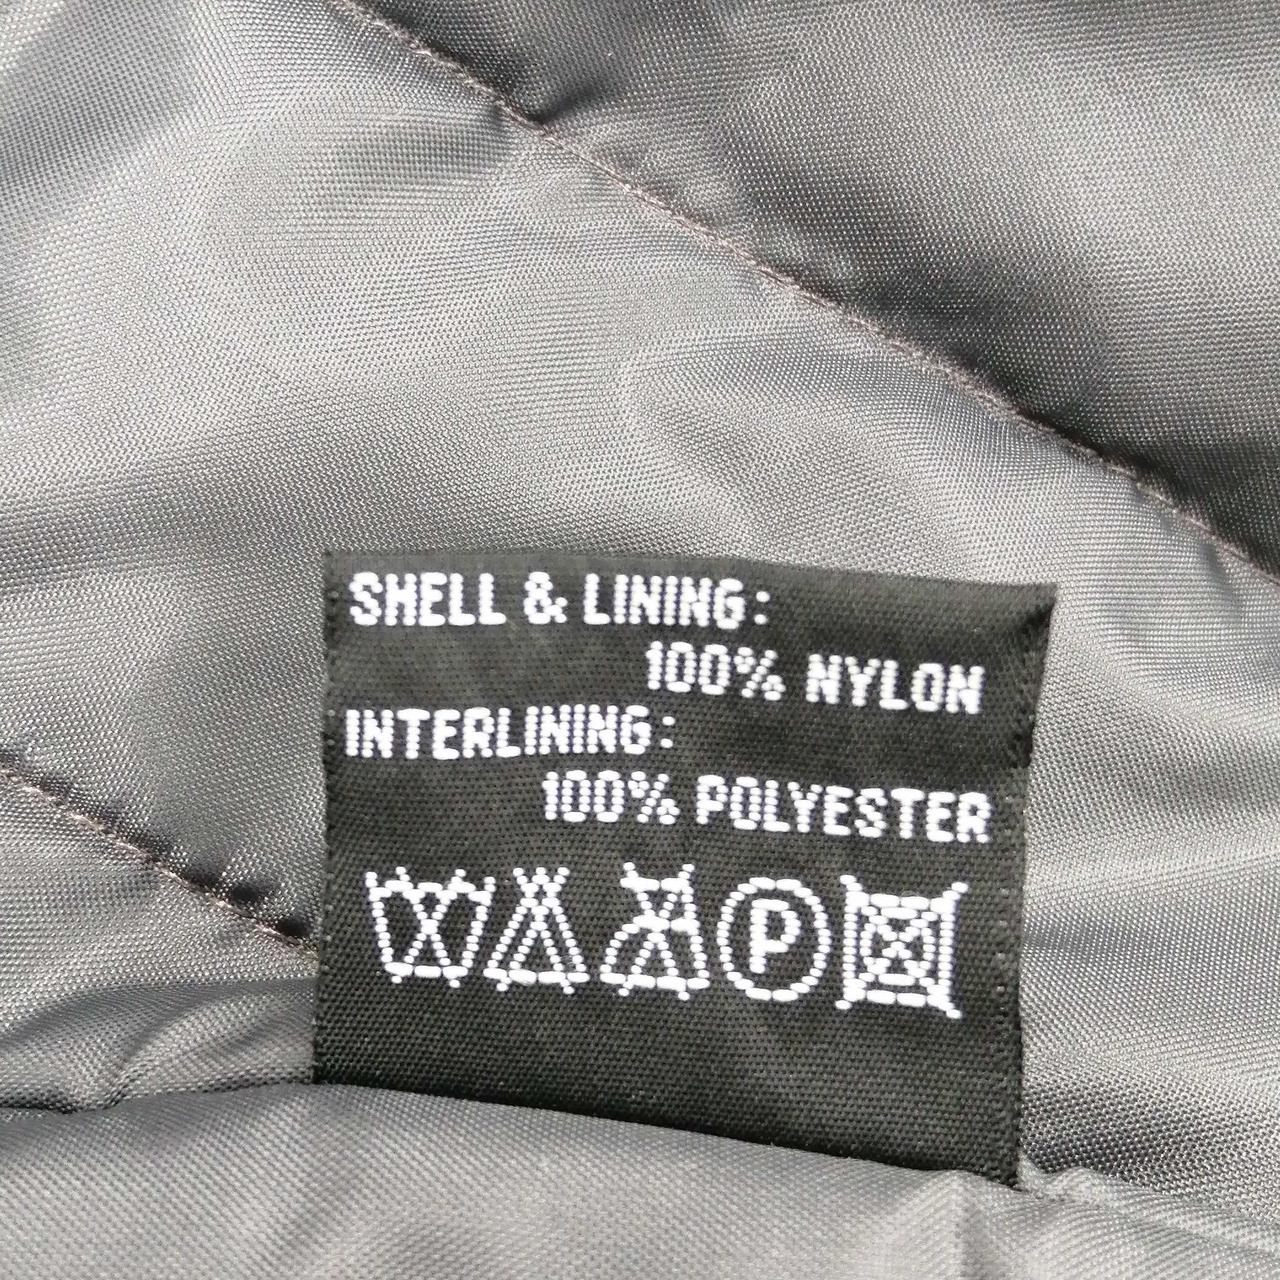 SHELL & LINING:
100% NYLON
INTERLINING:
100% POLYESTER
P